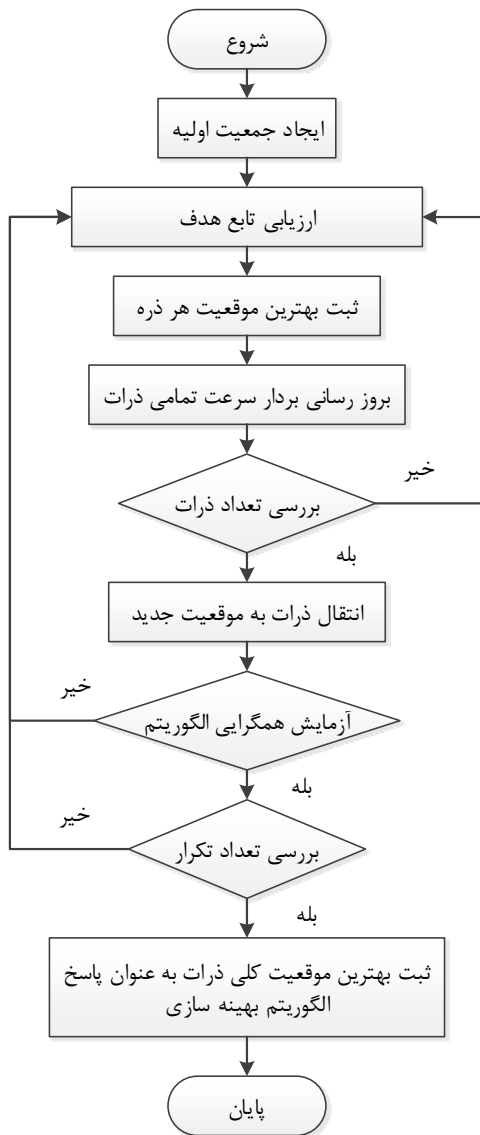 شروع
ایجاد جمعیت اولیه
ارزیابی تابع هدف
ثبت بهترین موقعیت هر ذره
بروز رسانی بردار سرعت تمامی ذرات
بررسی تعداد ذرات
خیر
بله
انتقال ذرات به موقعیت جدید
آزمایش همگرایی الگوریتم
خیر
بله
بررسی تعداد تکرار
خیر
بله
ثبت بهترین موقعیت کلی ذرات به عنوان پاسخ
الگوریتم بهینه سازی
پایان